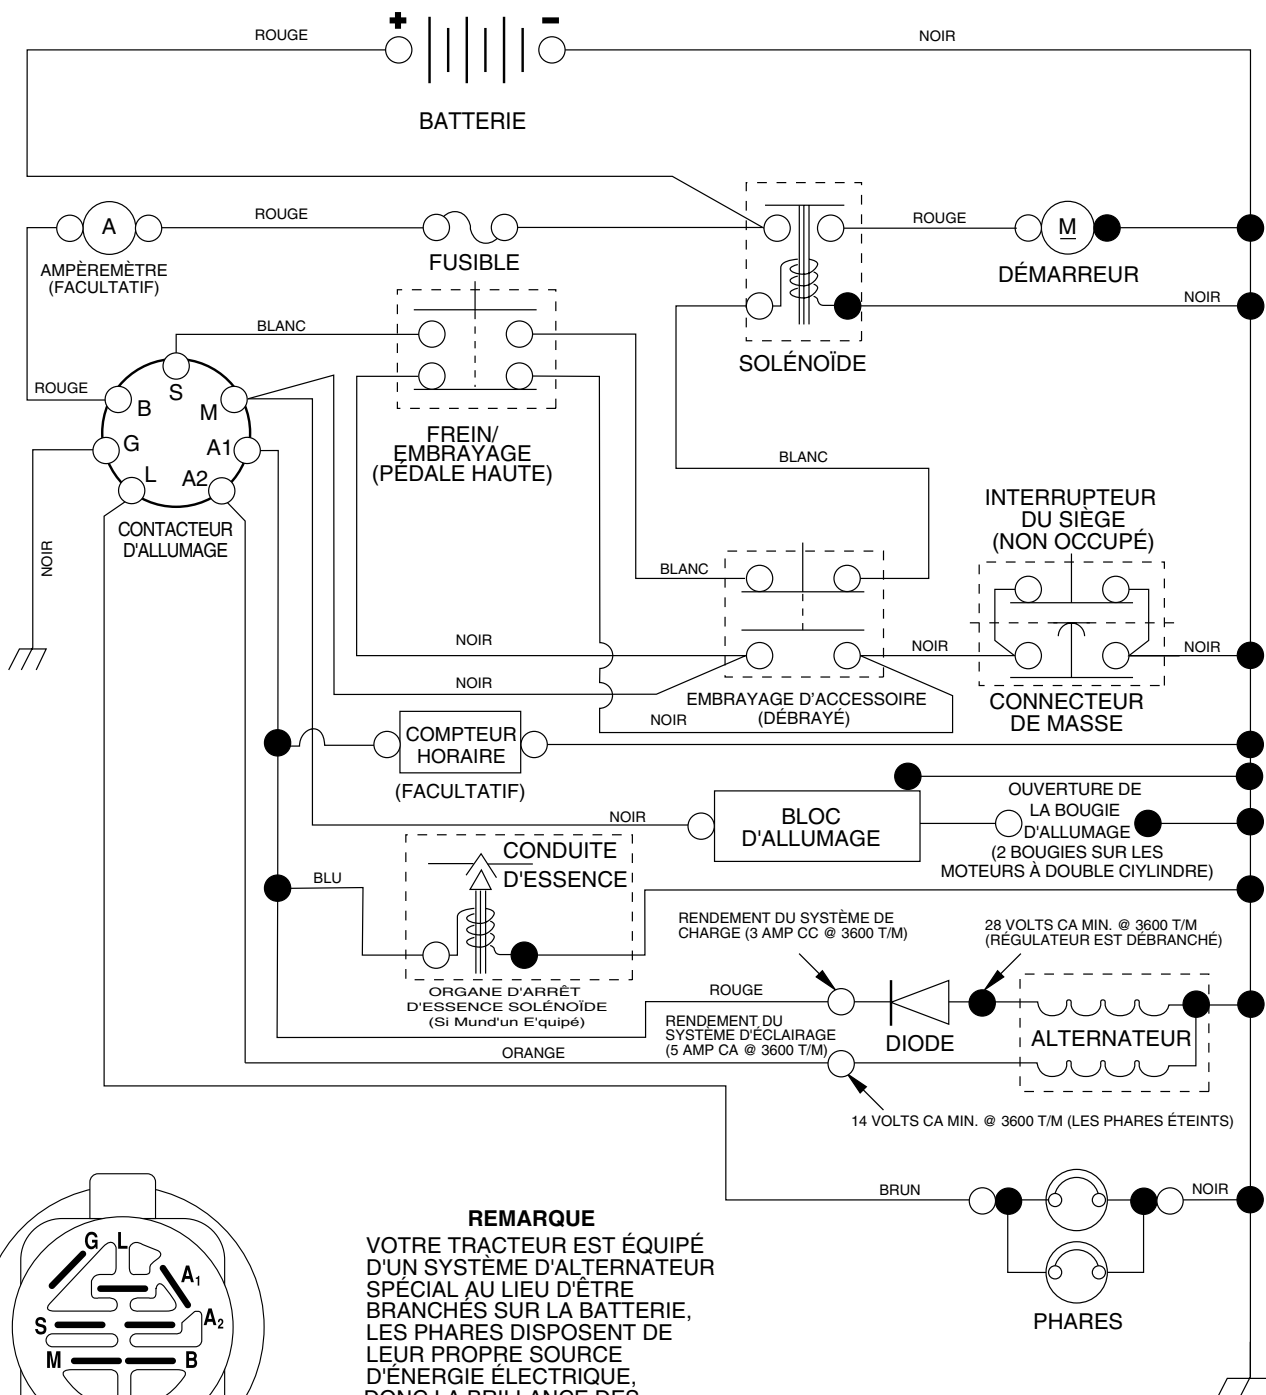 + -
ROUGE
NOIR
BATTERIE
ROUGE
ROUGE
A
M
AMPÈREMÈTRE
(FACULTATIF)
FUSIBLE
DÉMARREUR
NOIR
BLANC
SOLÉNOÏDE
ROUGE
S
B
M
G
A1
L
A2
FREIN/
EMBRAYAGE
(PÉDALE HAUTE)
BLANC
CONTACTEUR
D'ALLUMAGE
NOIR
INTERRUPTEUR
DU SIÈGE
(NON OCCUPÉ)
BLANC
NOIR
NOIR
NOIR
NOIR
EMBRAYAGE D'ACCESSOIRE
(DÉBRAYÉ)
CONNECTEUR
DE MASSE
NOIR
COMPTEUR
HORAIRE
(FACULTATIF)
NOIR
BLOC
D'ALLUMAGE
OUVERTURE DE
LA BOUGIE
D'ALLUMAGE
(2 BOUGIES SUR LES
MOTEURS À DOUBLE CIYLINDRE)
CONDUITE
D'ESSENCE
BLU
ORGANE D'ARRÊT
D'ESSENCE SOLÉNOÏDE
(Si Mund'un E'quipé)
RENDEMENT DU SYSTÈME DE
CHARGE (3 AMP CC @ 3600 T/M)
28 VOLTS CA MIN. @ 3600 T/M
(RÉGULATEUR EST DÉBRANCHÉ)
ROUGE
DIODE
ALTERNATEUR
RENDEMENT DU
SYSTÈME D'ÉCLAIRAGE
(5 AMP CA @ 3600 T/M)
ORANGE
14 VOLTS CA MIN. @ 3600 T/M (LES PHARES ÉTEINTS)
BRUN
NOIR
PHARES
G L
A1
A2
S
M
B
REMARQUE
VOTRE TRACTEUR EST ÉQUIPÉ
D'UN SYSTÈME D'ALTERNATEUR
SPÉCIAL AU LIEU D'ÊTRE
BRANCHÉS SUR LA BATTERIE,
LES PHARES DISPOSENT DE
LEUR PROPRE SOURCE
D'ÉNERGIE ÉLECTRIQUE,
DONC LA BRILLANCE DES